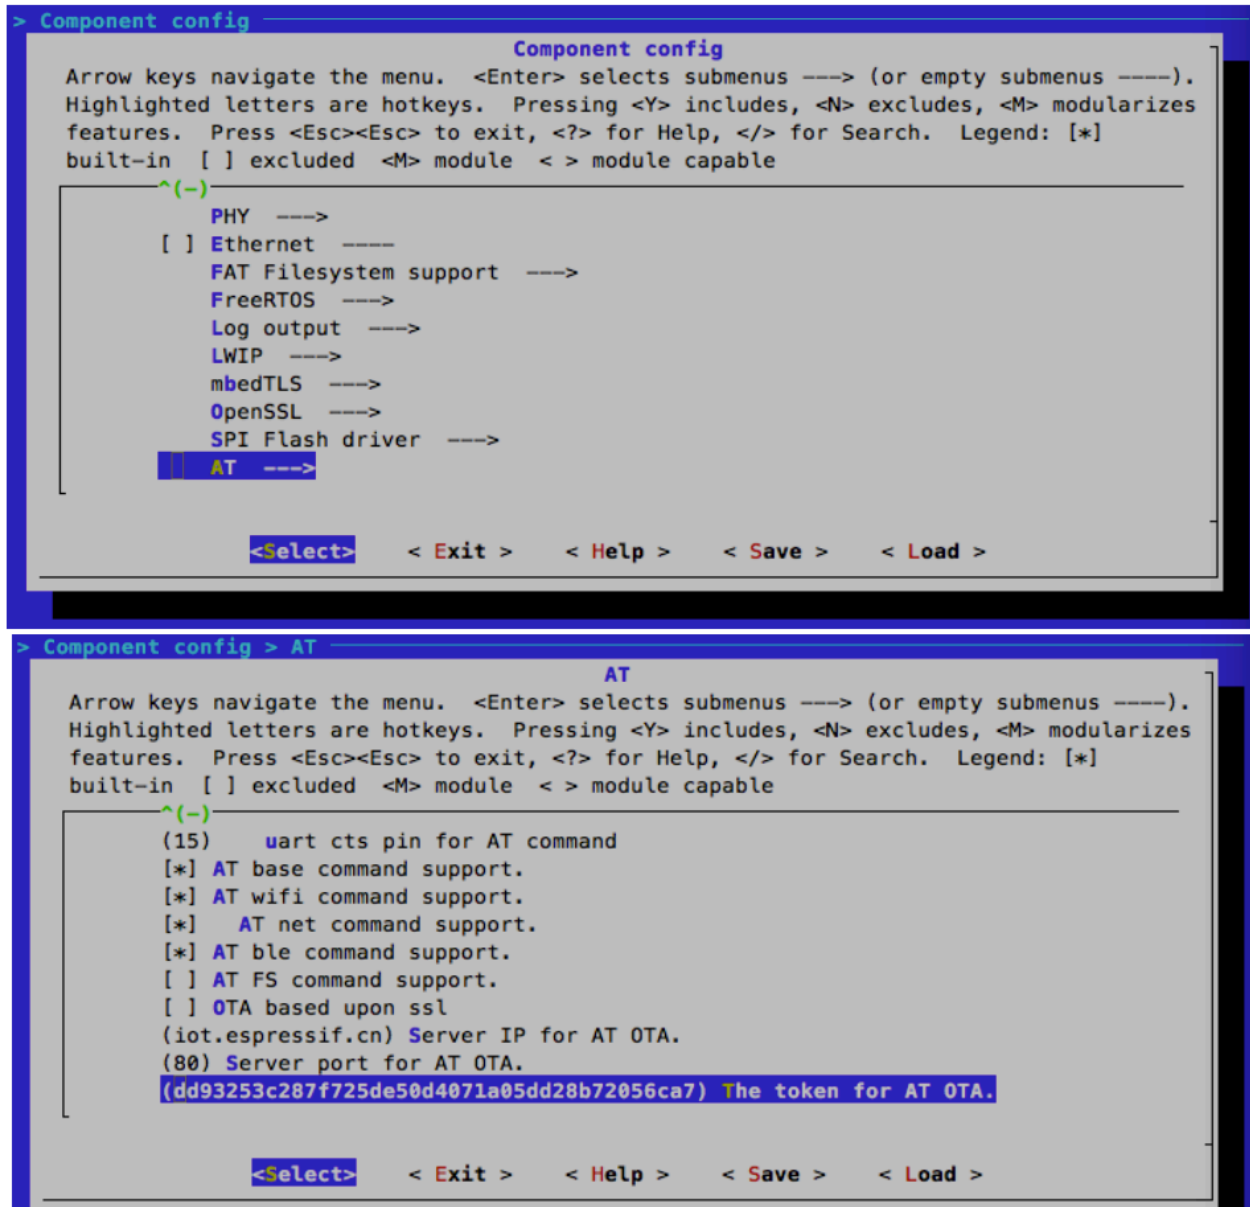 > Component config
Component config
Arrow keys navigate the menu.  <Enter> selects submenus ---> (or empty submenus ----).
Highlighted letters are hotkeys.  Pressing <Y> includes, <N> excludes, <M> modularizes
features.  Press <Esc><Esc> to exit, <?> for Help, </> for Search.  Legend: [*]
built-in  [ ] excluded  <M> module  < > module capable
^(-)
PHY  --->
[ ] Ethernet  ----
FAT Filesystem support  --->
FreeRTOS  --->
Log output  --->
LWIP  --->
mbedTLS  --->
OpenSSL  --->
SPI Flash driver  --->
AT  --->
<Select>    < Exit >    < Help >    < Save >    < Load >
> Component config > AT
AT
Arrow keys navigate the menu.  <Enter> selects submenus ---> (or empty submenus ----).
Highlighted letters are hotkeys.  Pressing <Y> includes, <N> excludes, <M> modularizes
features.  Press <Esc><Esc> to exit, <?> for Help, </> for Search.  Legend: [*]
built-in  [ ] excluded  <M> module  < > module capable
^(-)
(15)    uart cts pin for AT command
[*] AT base command support.
[*] AT wifi command support.
[*]   AT net command support.
[*] AT ble command support.
[ ] AT FS command support.
[ ] OTA based upon ssl
(iot.espressif.cn) Server IP for AT OTA.
(80) Server port for AT OTA.
(dd93253c287f725de50d4071a05dd28b72056ca7) The token for AT OTA.
<Select>    < Exit >    < Help >    < Save >    < Load >